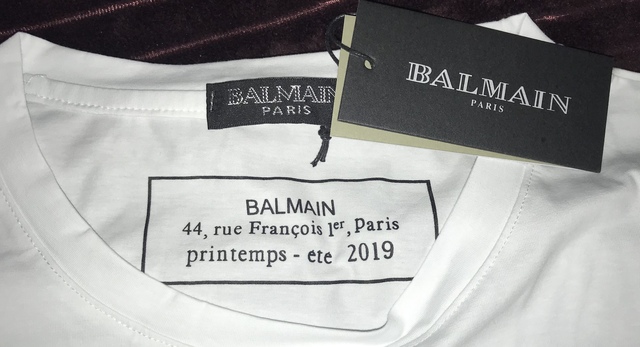 BALMAIN
PARIS
BALMAIN
PARIS
BALMAIN
44, rue François 1er, Paris
printemps - ete 2019